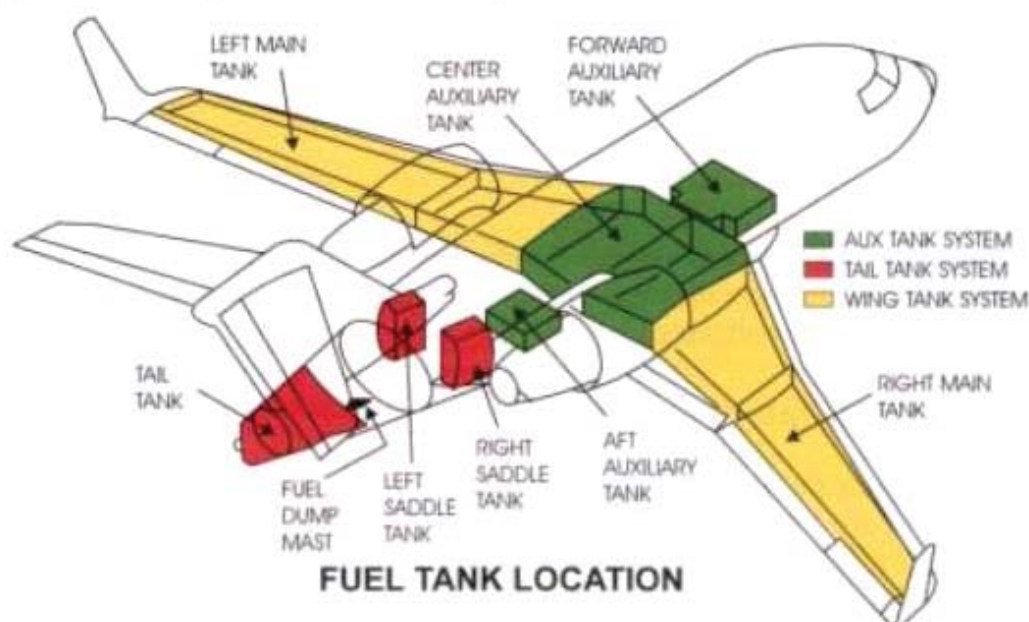 LEFT MAIN
TANK
CENTER
AUXILIARY
TANK
FORWARD
AUXILIARY
TANK
AUX TANK SYSTEM
TAIL TANK SYSTEM
WING TANK SYSTEM
TAIL
TANK
RIGHT MAIN
TANK
FUEL
DUMP
MAST
LEFT
SADDLE
TANK
RIGHT
SADDLE
TANK
AFT
AUXILIARY
TANK
FUEL TANK LOCATION